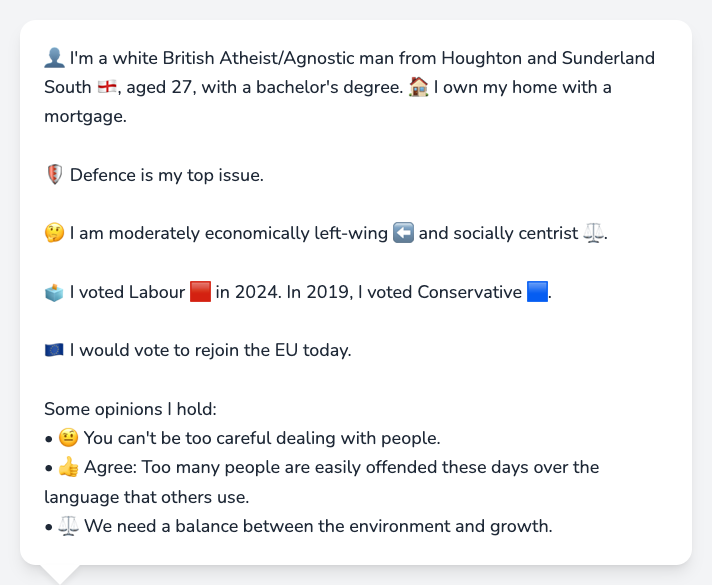 👤 I'm a white British Atheist/Agnostic man from Houghton and Sunderland
South 🏴󠁧󠁢󠁥󠁮󠁧󠁿, aged 27, with a bachelor's degree. 🏠 I own my home with a
mortgage.
🛡️ Defence is my top issue.
🤔 I am moderately economically left-wing ⬅️ and socially centrist ⚖️.
🗳️ I voted Labour 🟥 in 2024. In 2019, I voted Conservative 🟦.
🇪🇺 I would vote to rejoin the EU today.
Some opinions I hold:
• 🤨 You can't be too careful dealing with people.
• 👍 Agree: Too many people are easily offended these days over the
language that others use.
• ⚖️ We need a balance between the environment and growth.